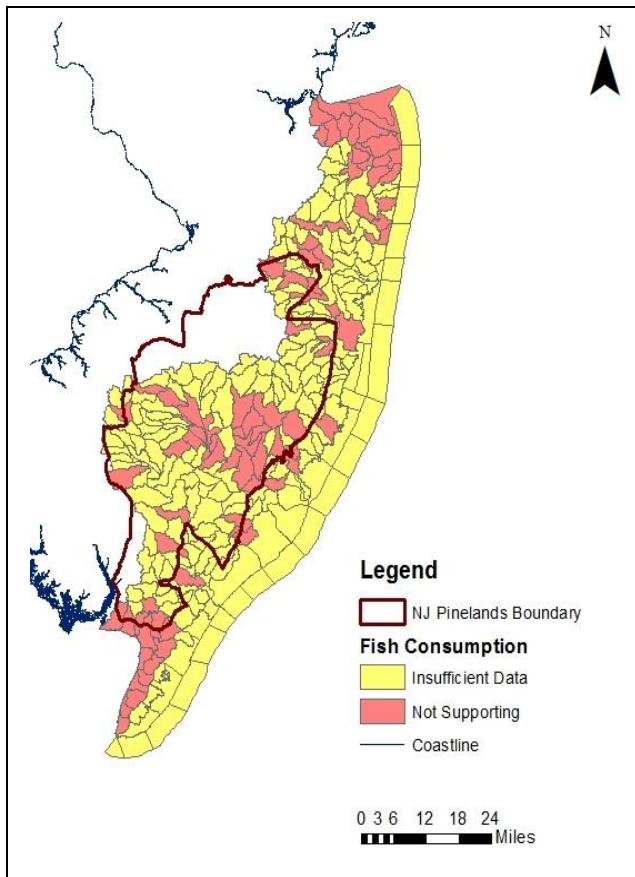 N
Legend
NJ Pinelands Boundary
Fish Consumption
Insufficient Data
Not Supporting
Coastline
0 3 6 12 18 24
Miles